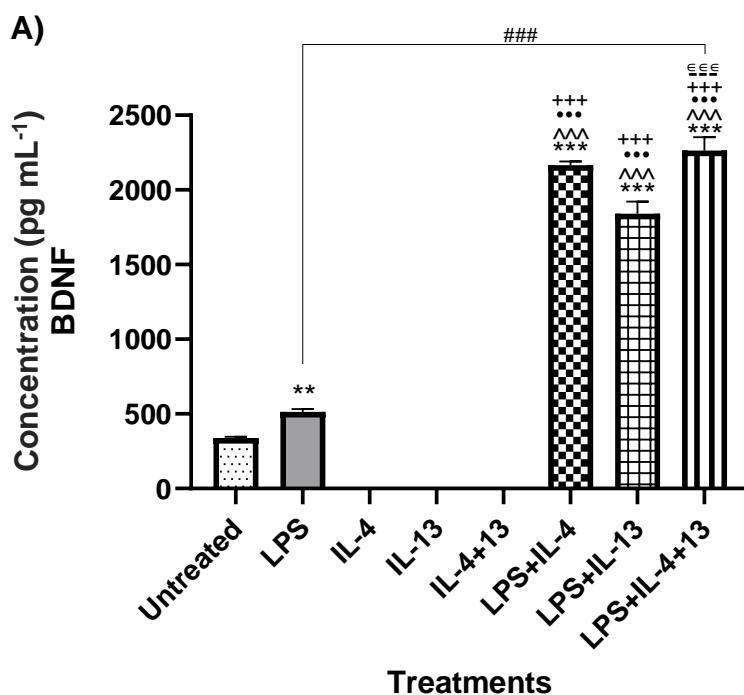 A)
###
∈∈∈
---
+++
•••
^^^
***
+++
•••
^^^
***
+++
•••
^^^
***
**
Concentration (pg mL⁻¹)
BDNF
2500
2000
1500
1000
500
0
Untreated
LPS
IL-4
IL-13
IL-4+13
LPS+IL-4
LPS+IL-13
LPS+IL-4+13
Treatments